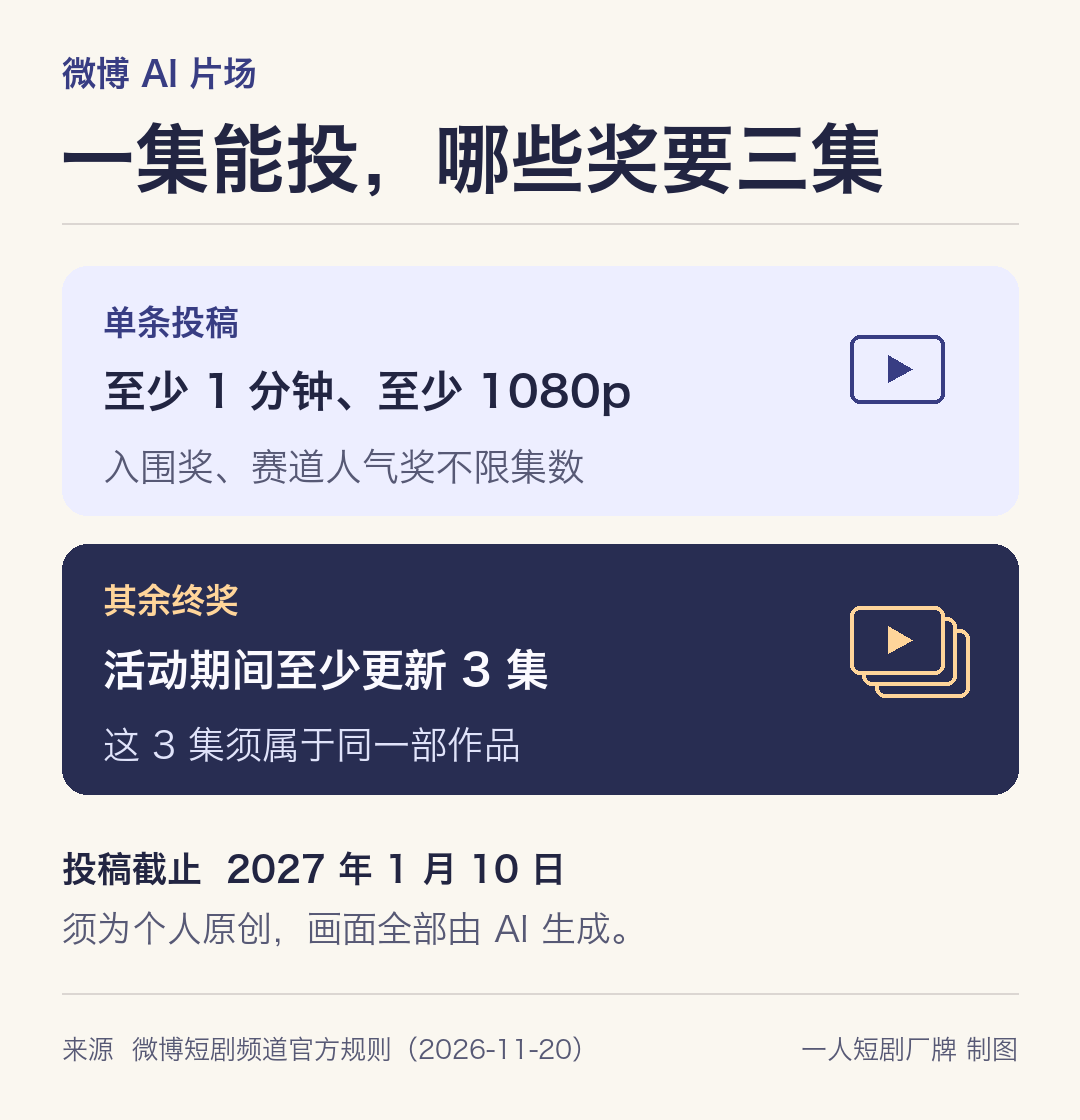 微博 AI 片场
一集能投，哪些奖要三集
单条投稿
至少 1 分钟、至少 1080p
入围奖、赛道人气奖不限集数
其余终奖
活动期间至少更新 3 集
这 3 集须属于同一部作品
投稿截止 2027 年 1 月 10 日
须为个人原创，画面全部由 AI 生成。
来源 微博短剧频道官方规则（2026-11-20）
一人短剧厂牌 制图